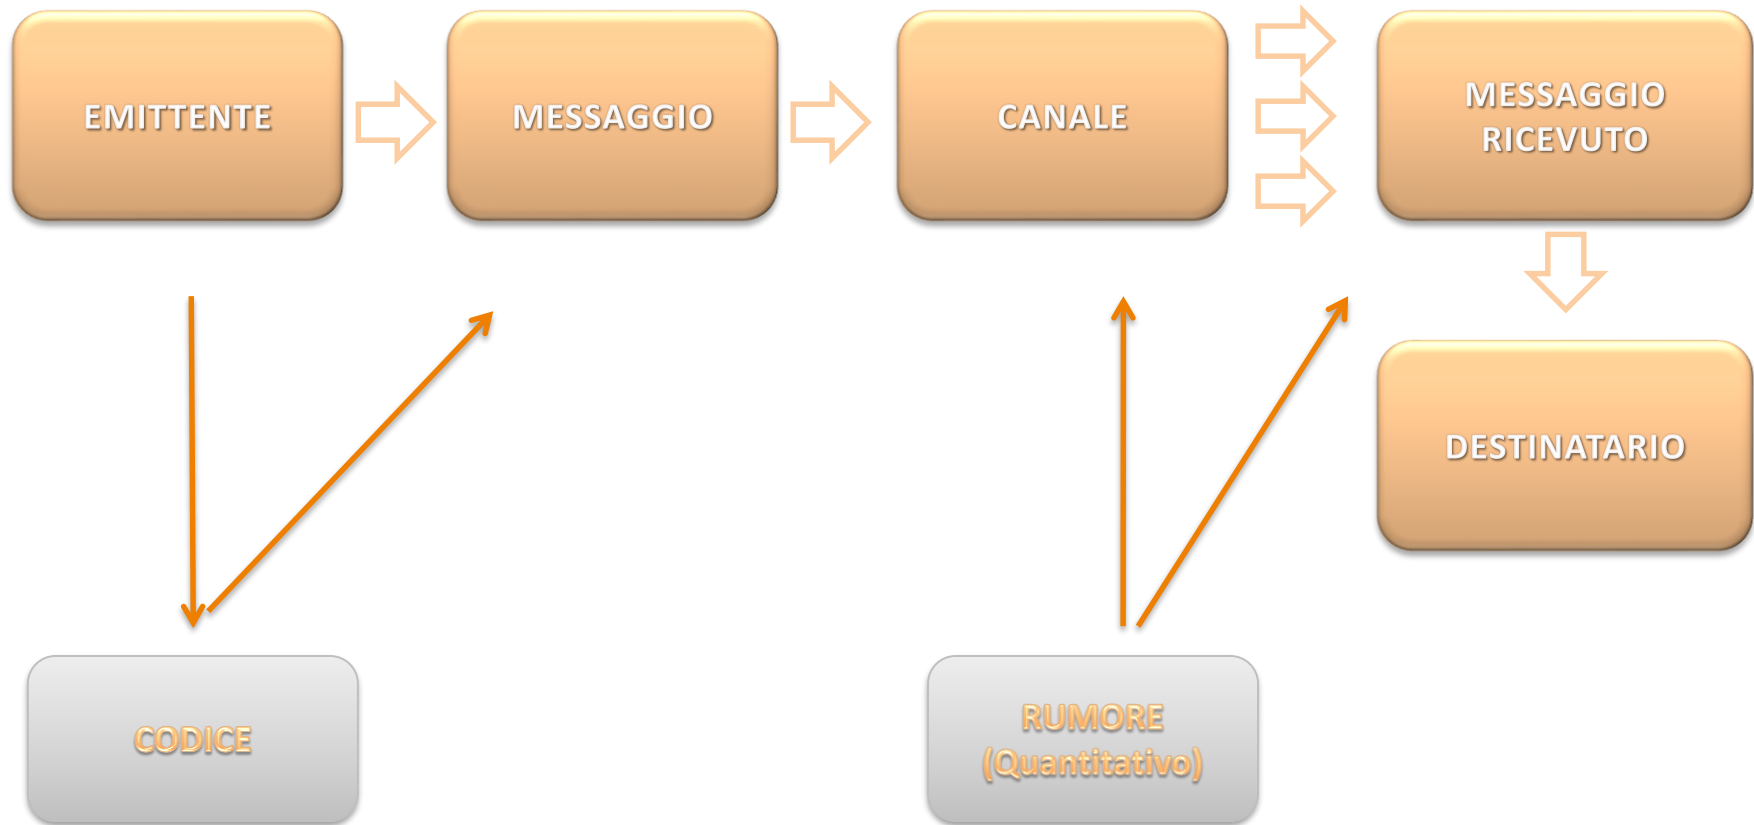 EMITTENTE
MESSAGGIO
CANALE
MESSAGGIO
RICEVUTO
DESTINATARIO
CODICE
RUMORE
(Quantitativo)